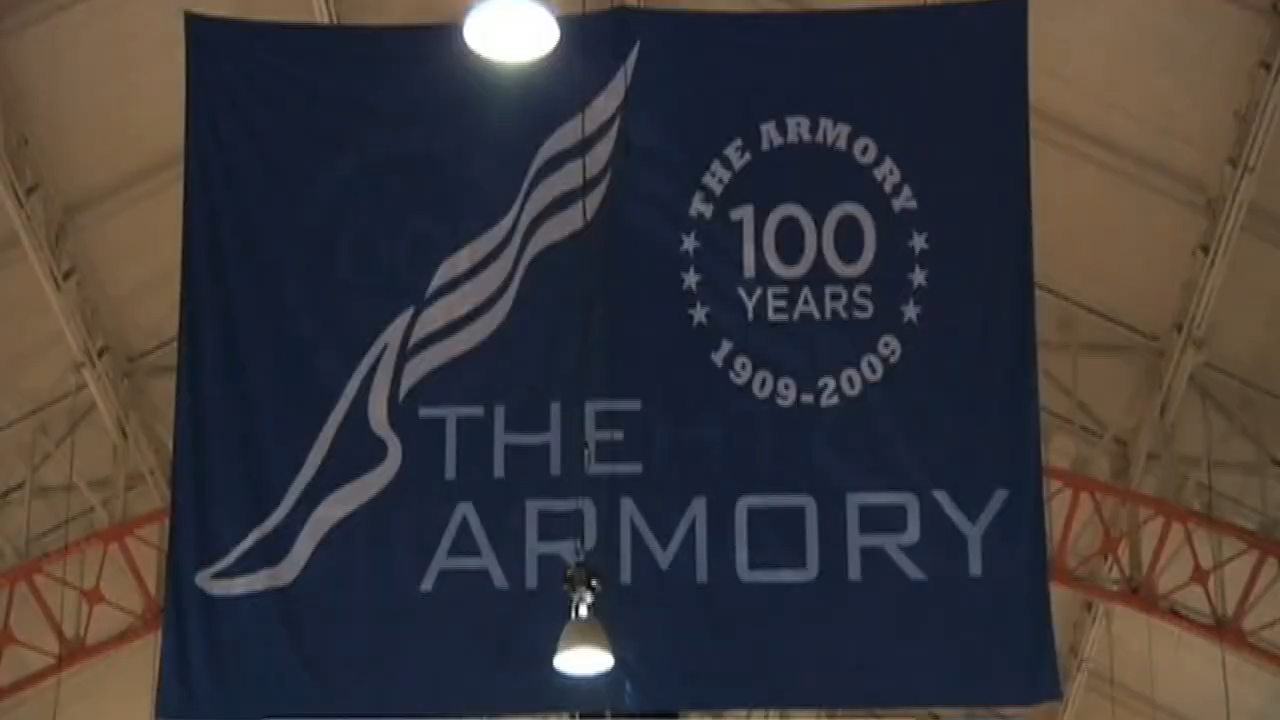 THE ARMORY
100
YEARS
1909-2009
THE
ARMORY